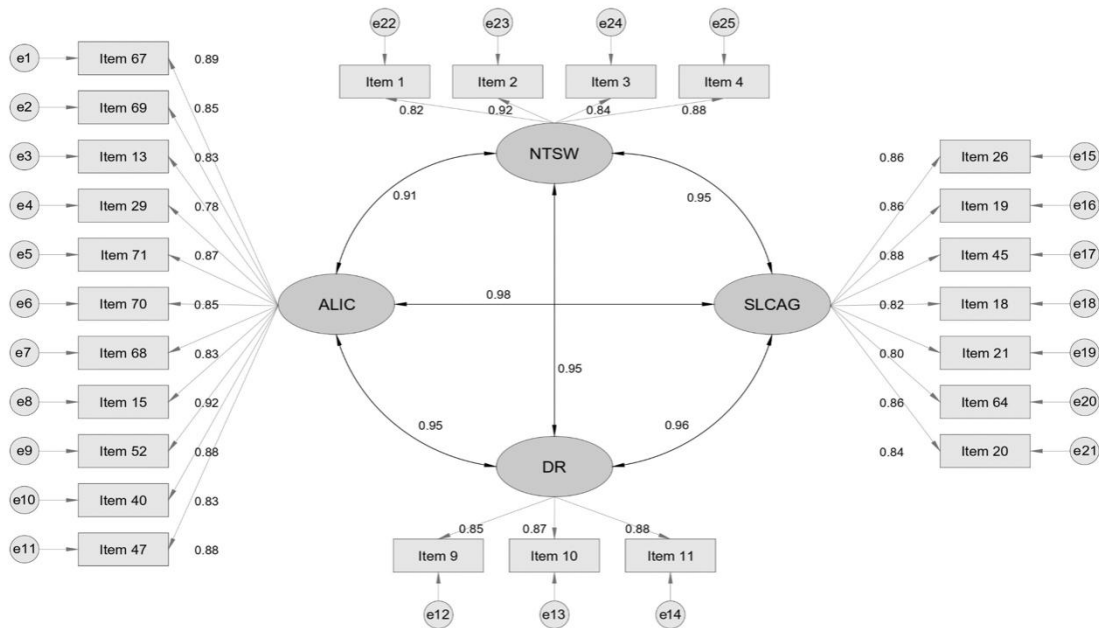 e22 e23 e24 e25
Item 1 Item 2 Item 3 Item 4
0.82 0.92 0.84 0.88
NTSW
e1 Item 67 0.89
e2 Item 69 0.85
e3 Item 13 0.83
e4 Item 29 0.78
e5 Item 71 0.87
e6 Item 70 0.85
e7 Item 68 0.83
e8 Item 15 0.92
e9 Item 52 0.88
e10 Item 40 0.83
e11 Item 47 0.88
0.91 0.95
ALIC 0.98 SLCAG
0.95
0.95 0.96
DR
0.86 Item 26 e15
0.86 Item 19 e16
0.88 Item 45 e17
0.82 Item 18 e18
0.80 Item 21 e19
0.86 Item 64 e20
0.84 Item 20 e21
0.85 0.87 0.88
Item 9 Item 10 Item 11
e12 e13 e14